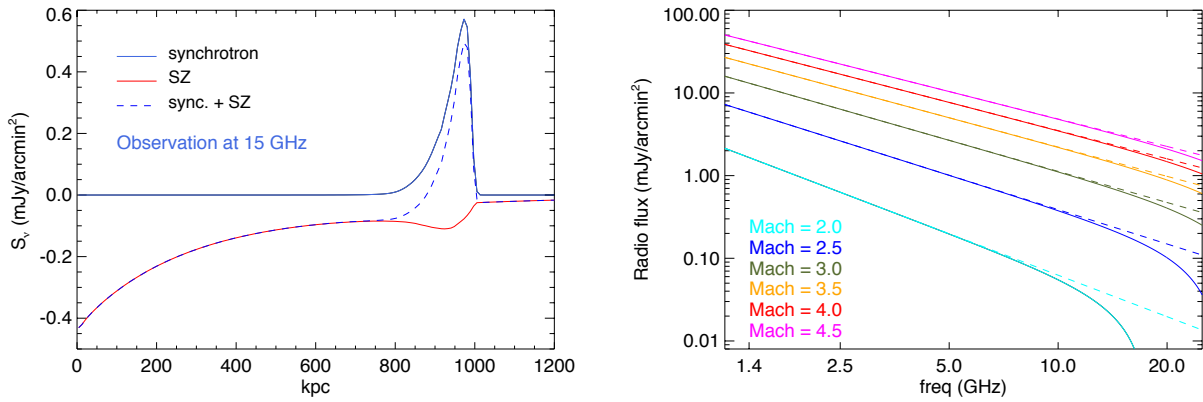 0.6
0.4
0.2
0.0
-0.2
-0.4
S_ν (mJy/arcmin²)
synchrotron
SZ
sync. + SZ
Observation at 15 GHz
0 200 400 600 800 1000 1200
kpc
100.00
10.00
1.00
0.10
0.01
Radio flux (mJy/arcmin²)
Mach = 2.0
Mach = 2.5
Mach = 3.0
Mach = 3.5
Mach = 4.0
Mach = 4.5
1.4 2.5 5.0 10.0 20.0
freq (GHz)